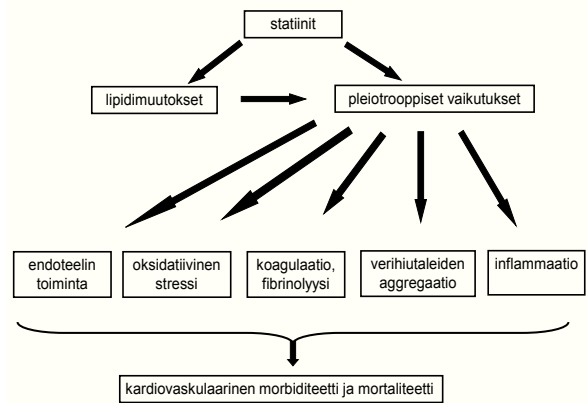 statiinit
lipidimuutokset
pleiotrooppiset vaikutukset
endoteelin
toiminta
oksidatiivinen
stressi
koagulaatio,
fibrinolyysi
verihiutaleiden
aggregaatio
inflammaatio
kardiovaskulaarinen morbiditeetti ja mortaliteetti